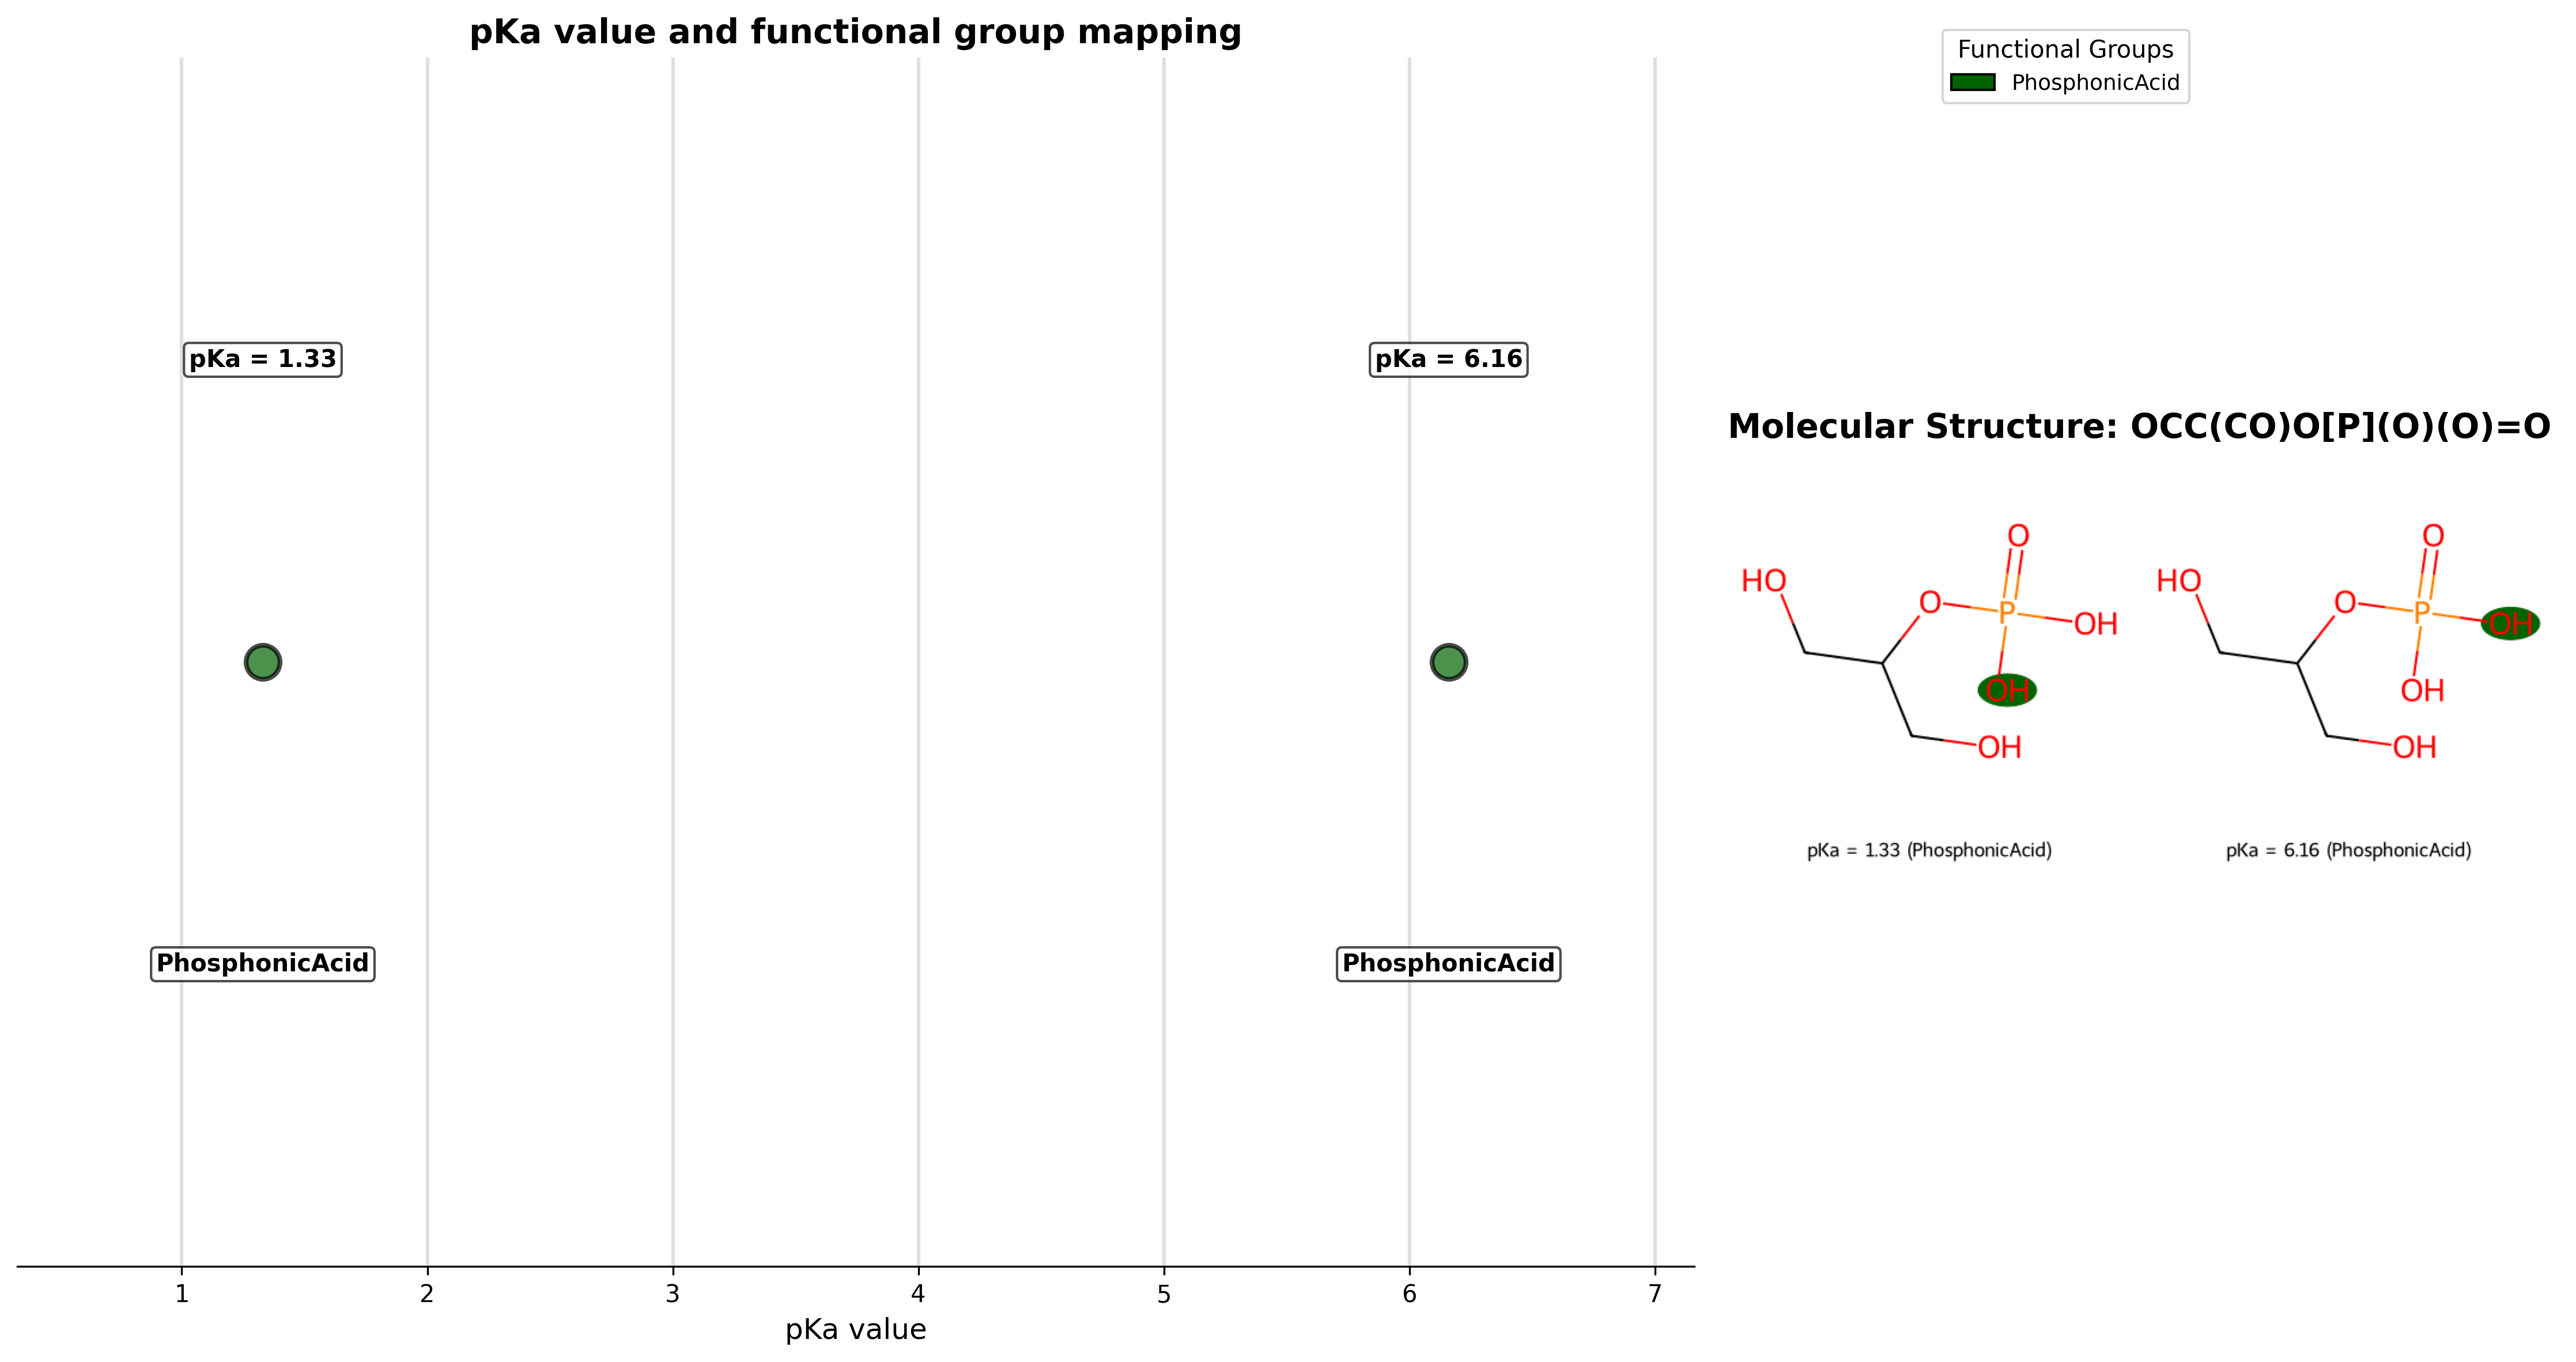 pKa value and functional group mapping
Functional Groups
PhosphonicAcid
pKa = 1.33
pKa = 6.16
PhosphonicAcid
PhosphonicAcid
1 2 3 4 5 6 7
pKa value
Molecular Structure: OCC(CO)O[P](O)(O)=O
O
HO
O
P
OH
OH
OH
O
HO
O
P
OH
OH
OH
pKa = 1.33 (PhosphonicAcid)
pKa = 6.16 (PhosphonicAcid)